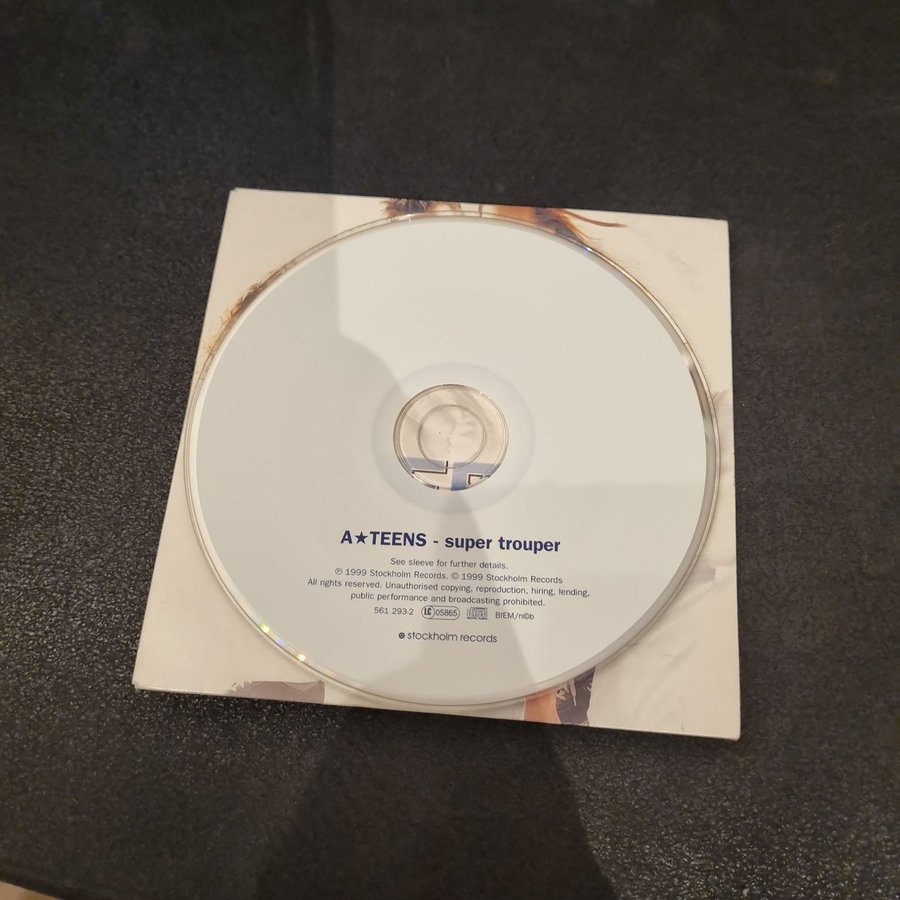 A★TEENS - super trouper
See sleeve for further details.
℗ 1999 Stockholm Records. © 1999 Stockholm Records
All rights reserved. Unauthorised copying, reproduction, hiring, lending,
public performance and broadcasting prohibited.
561 293-2 LC 05865 BIEM/n©b
stockholm records